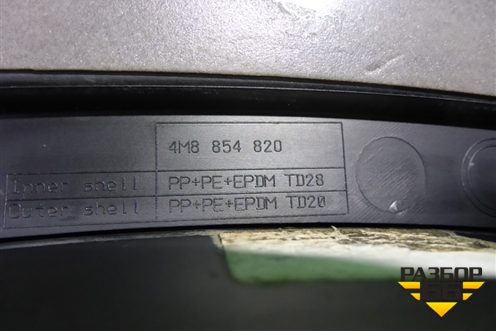 4M8 854 820
Inner shell PP+PE+EPDM TD28
Outer shell PP+PE+EPDM TD20
РАЗБОР